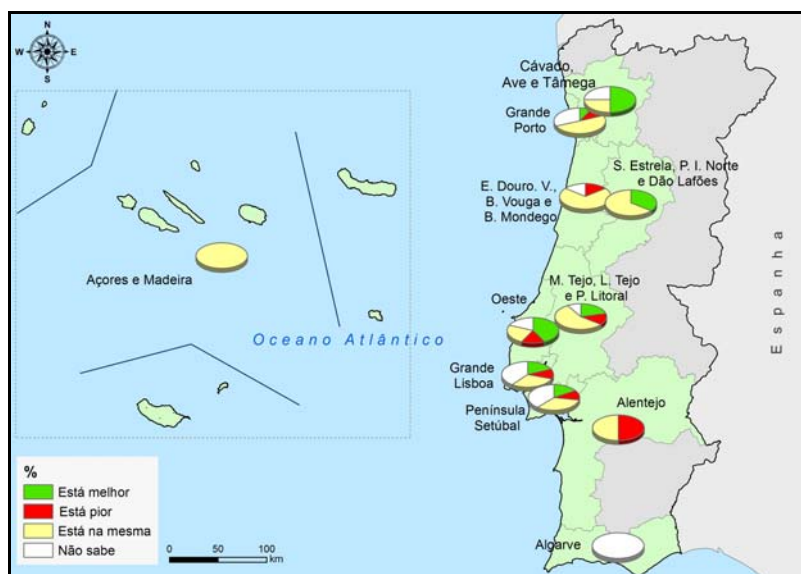 N
W E
S
Cávado,
Ave e Tâmega
Grande
Porto
S. Estrela, P. I. Norte
e Dão Lafões
E. Douro. V.,
B. Vouga e
B. Mondego
M. Tejo, L. Tejo
e P. Litoral
Oeste
Açores e Madeira
Oceano Atlântico
Espanha
Grande
Lisboa
Península
Setúbal
Alentejo
Algarve
%
Está melhor
Está pior
Está na mesma
Não sabe
0 50 100
km